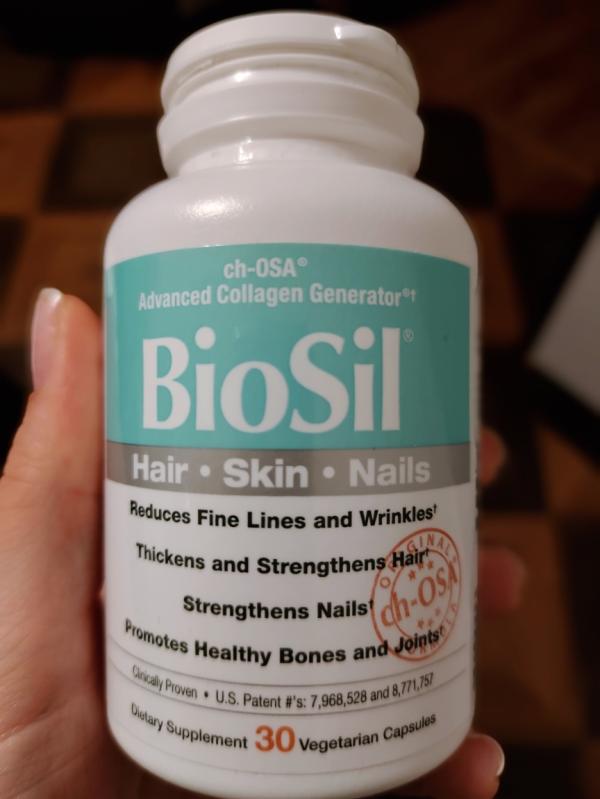 ch-OSA®
Advanced Collagen Generator®†
BioSil®
Hair • Skin • Nails
Reduces Fine Lines and Wrinkles†
Thickens and Strengthens Hair†
Strengthens Nails†
Promotes Healthy Bones and Joints†
ORIGINAL
ch-OSA
FORMULA
Clinically Proven • U.S. Patent #'s: 7,968,528 and 8,771,757
Dietary Supplement 30 Vegetarian Capsules